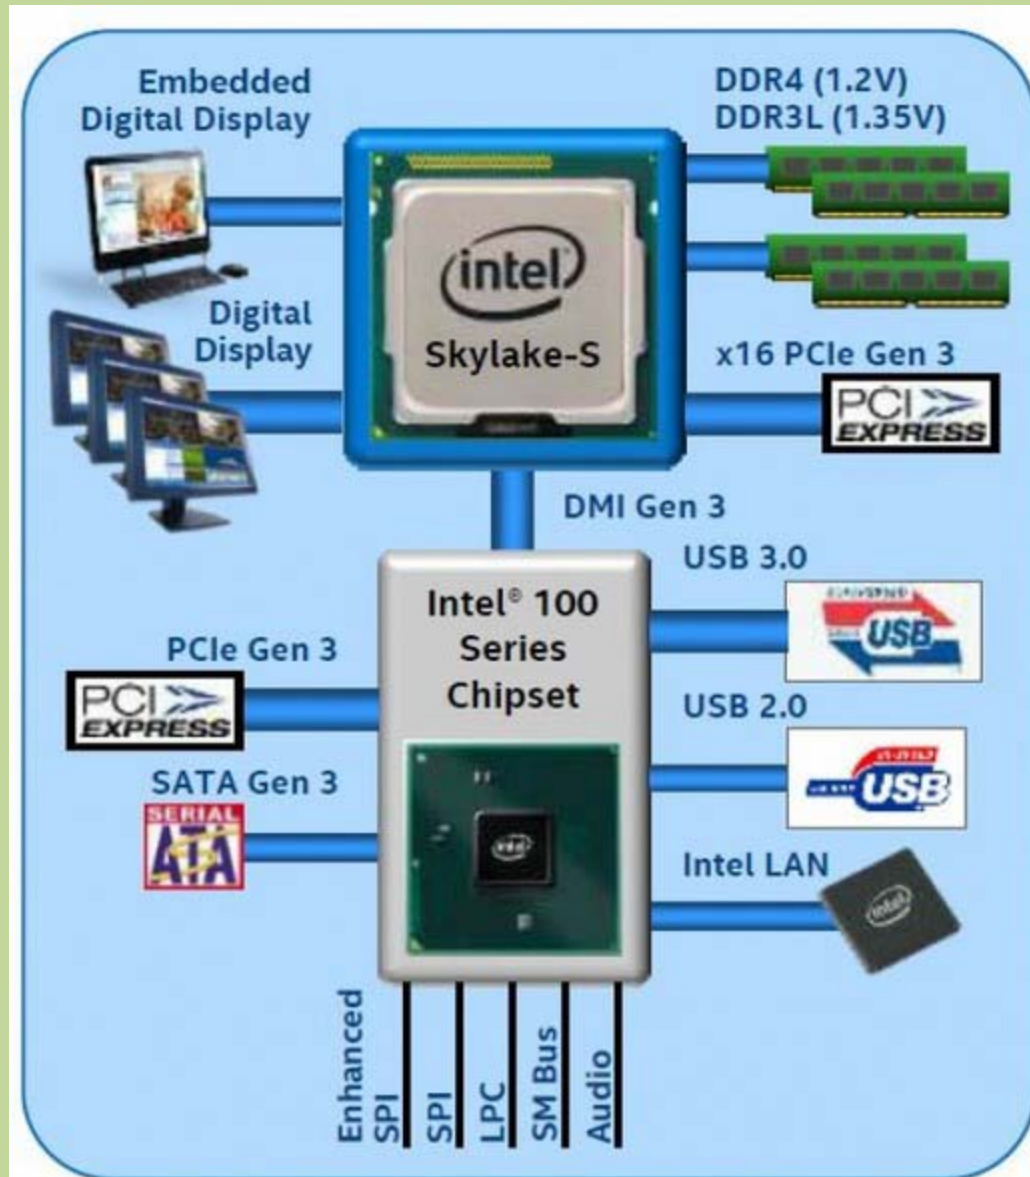 Embedded
Digital Display
DDR4 (1.2V)
DDR3L (1.35V)
intel
Skylake-S
Digital
Display
x16 PCIe Gen 3
PCI
EXPRESS
DMI Gen 3
USB 3.0
USB
Intel® 100
Series
Chipset
PCIe Gen 3
PCI
EXPRESS
USB 2.0
USB
SATA Gen 3
SERIAL
ATA
intel
Intel LAN
intel
Enhanced
SPI
SPI
LPC
SM Bus
Audio